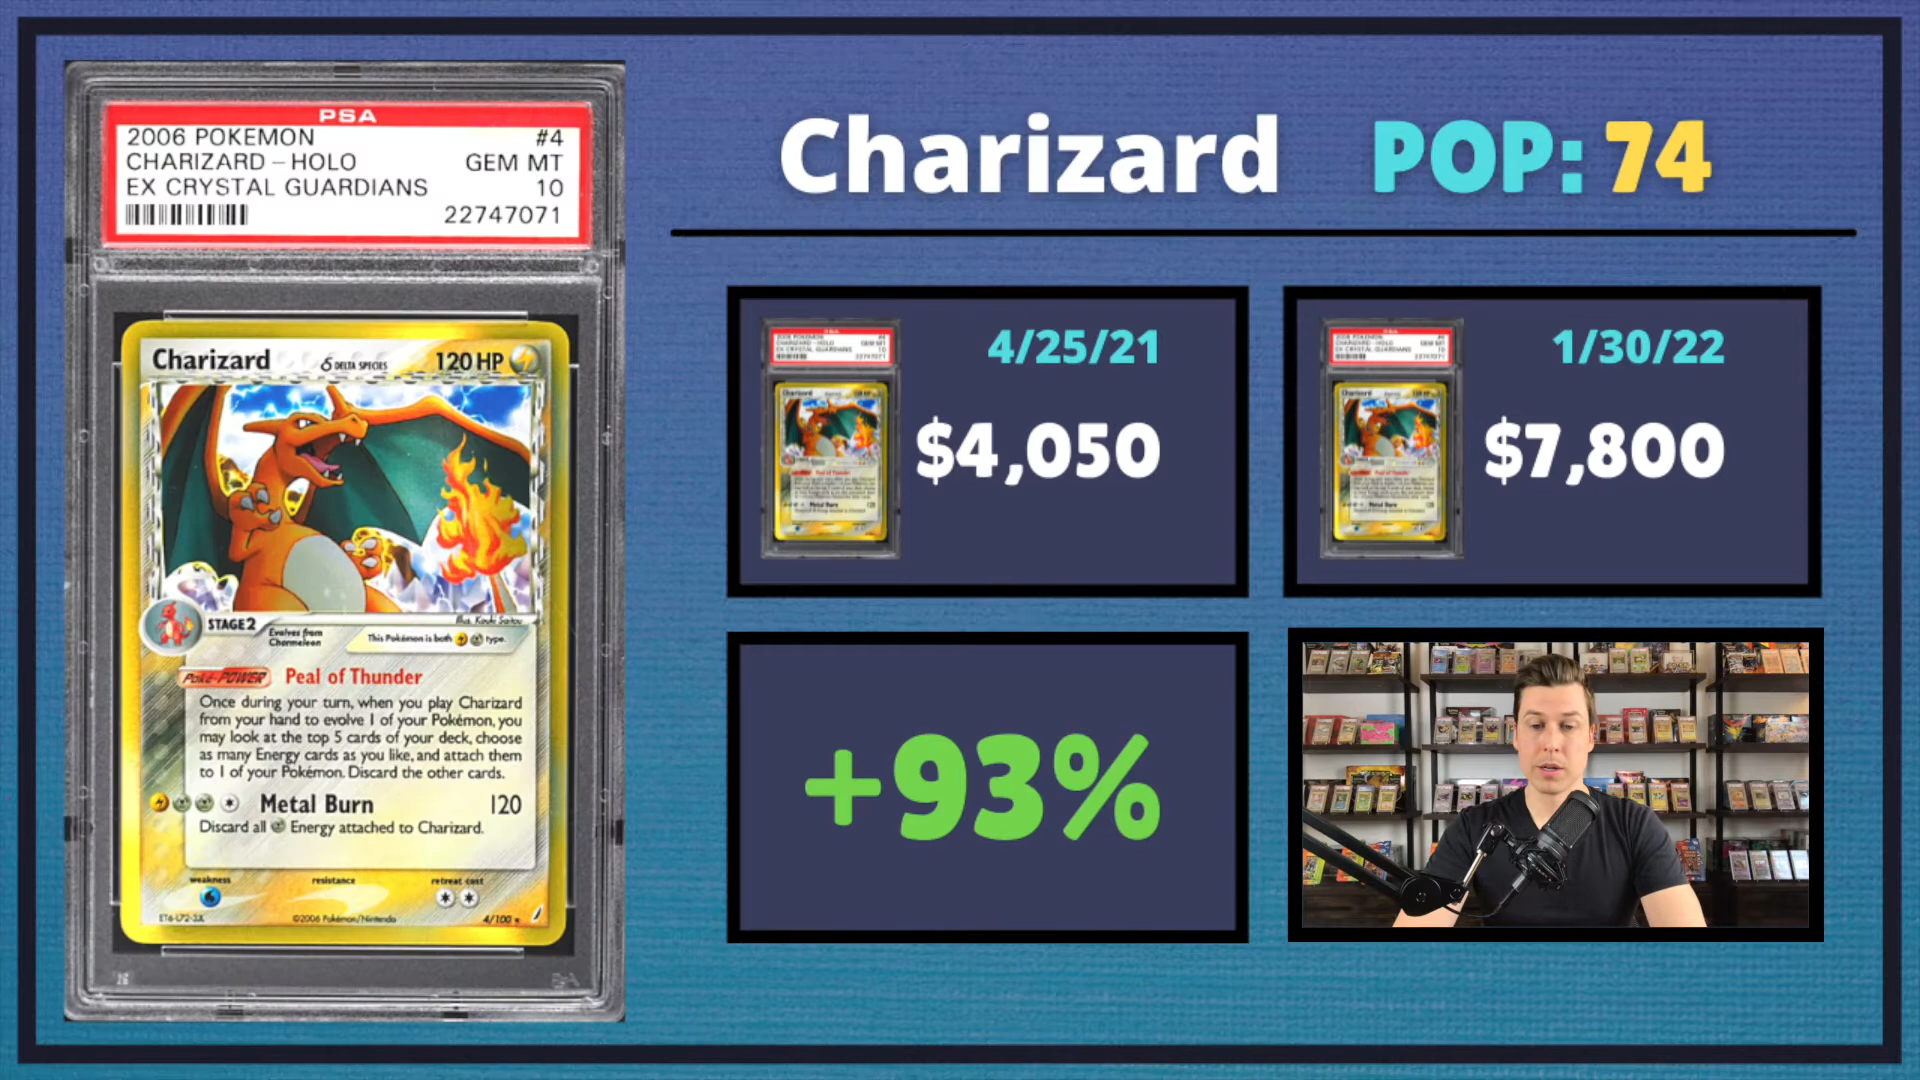 PSA
2006 POKEMON #4
CHARIZARD - HOLO GEM MT
EX CRYSTAL GUARDIANS 10
22747071
Charizard δ DELTA SPECIES 120 HP
Illus. Kouki Saitou
STAGE 2 Evolves from
Charmeleon
This Pokémon is both type.
POKé-POWER Peal of Thunder
Once during your turn, when you play Charizard
from your hand to evolve 1 of your Pokémon, you
may look at the top 5 cards of your deck, choose
as many Energy cards as you like, and attach them
to 1 of your Pokémon. Discard the other cards.
Metal Burn 120
Discard all Energy attached to Charizard.
weakness resistance retreat cost
©2006 Pokémon/Nintendo 4/100
Charizard POP: 74
4/25/21
$4,050
1/30/22
$7,800
+93%